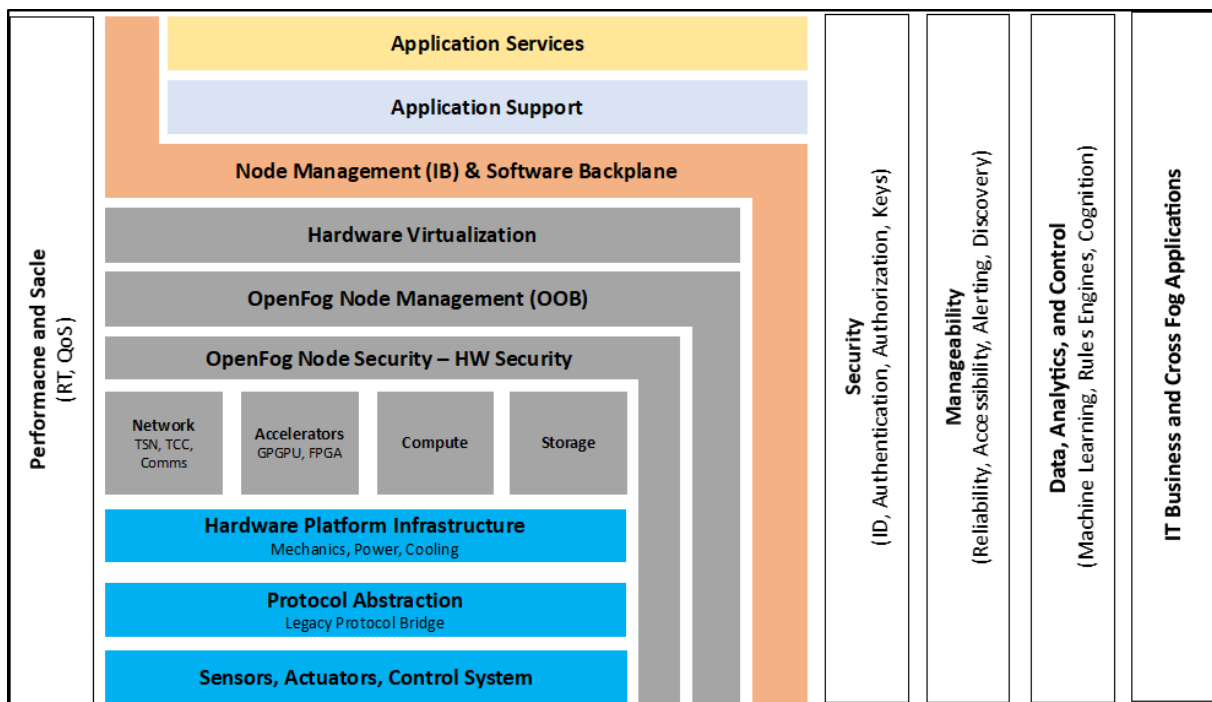 Performacne and Sacle
(RT, QoS)
Application Services
Application Support
Node Management (IB) & Software Backplane
Hardware Virtualization
OpenFog Node Management (OOB)
OpenFog Node Security – HW Security
Network
TSN, TCC,
Comms
Accelerators
GPGPU, FPGA
Compute
Storage
Hardware Platform Infrastructure
Mechanics, Power, Cooling
Protocol Abstraction
Legacy Protocol Bridge
Sensors, Actuators, Control System
Security
(ID, Authentication, Authorization, Keys)
Manageability
(Reliability, Accessibility, Alerting, Discovery)
Data, Analytics, and Control
(Machine Learning, Rules Engines, Cognition)
IT Business and Cross Fog Applications